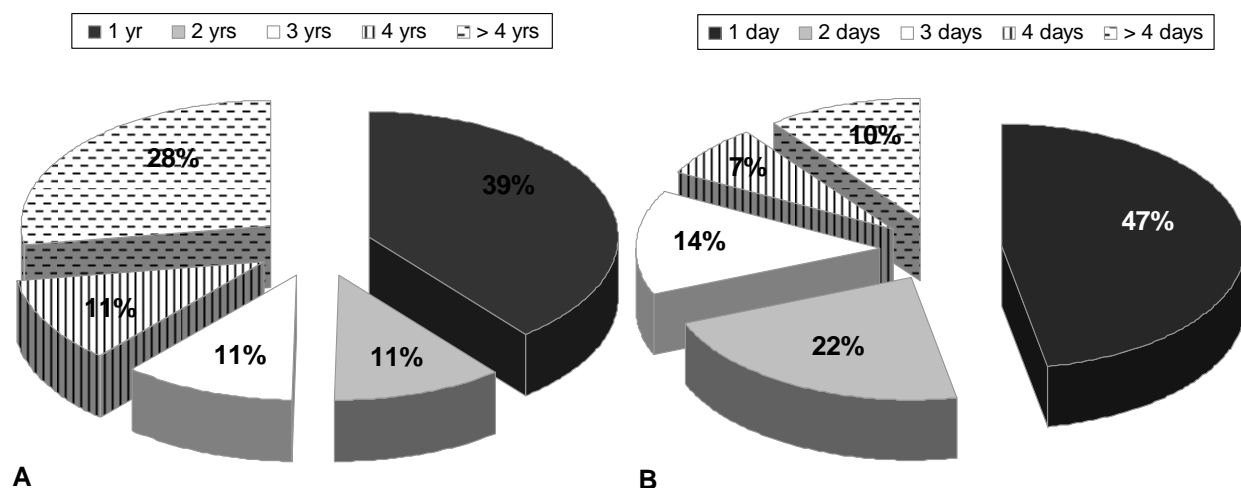 1 yr 2 yrs 3 yrs 4 yrs > 4 yrs
28%
39%
11%
11%
11%
A
1 day 2 days 3 days 4 days > 4 days
10%
7%
47%
14%
22%
B